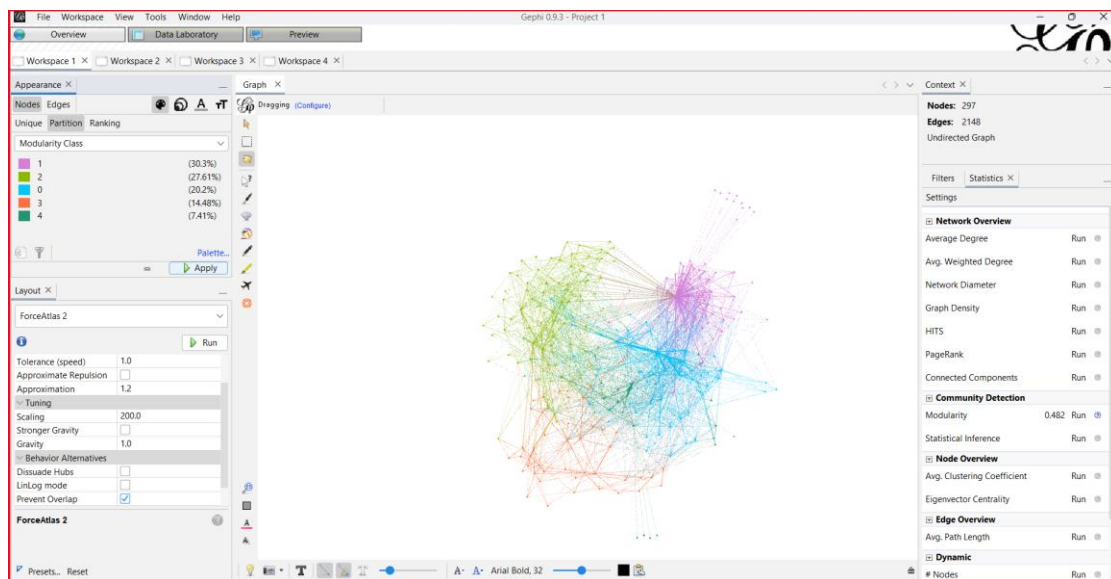 File Workspace View Tools Window Help
Gephi 0.9.3 - Project 1
Overview
Data Laboratory
Preview
Workspace 1
Workspace 2
Workspace 3
Workspace 4
Appearance
Nodes Edges
Unique Partition Ranking
Modularity Class
1 (30.3%)
2 (27.61%)
0 (20.2%)
3 (14.48%)
4 (7.41%)
Palette...
Apply
Layout
ForceAtlas 2
Run
Tolerance (speed) 1.0
Approximate Repulsion
Approximation 1.2
Tuning
Scaling 200.0
Stronger Gravity
Gravity 1.0
Behavior Alternatives
Dissuade Hubs
LinLog mode
Prevent Overlap
ForceAtlas 2
Presets... Reset
Graph
Dragging (Configure)
Arial Bold, 32
Context
Nodes: 297
Edges: 2148
Undirected Graph
Filters Statistics
Settings
Network Overview
Average Degree Run
Avg. Weighted Degree Run
Network Diameter Run
Graph Density Run
HITS Run
PageRank Run
Connected Components Run
Community Detection
Modularity 0.482 Run
Statistical Inference Run
Node Overview
Avg. Clustering Coefficient Run
Eigenvector Centrality Run
Edge Overview
Avg. Path Length Run
Dynamic
# Nodes Run